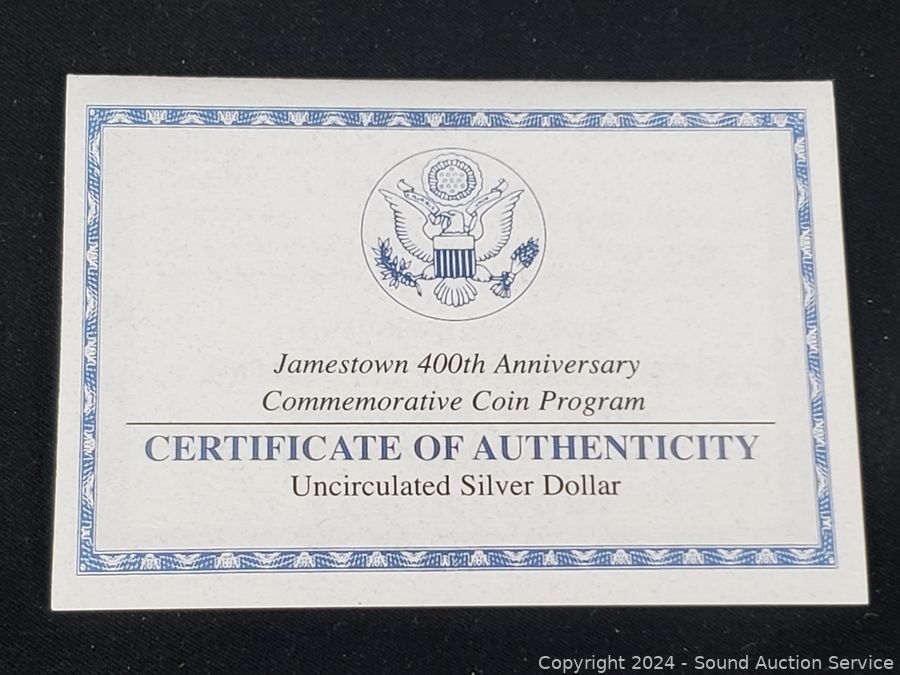 Jamestown 400th Anniversary
Commemorative Coin Program
CERTIFICATE OF AUTHENTICITY
Uncirculated Silver Dollar
Copyright 2024 - Sound Auction Service